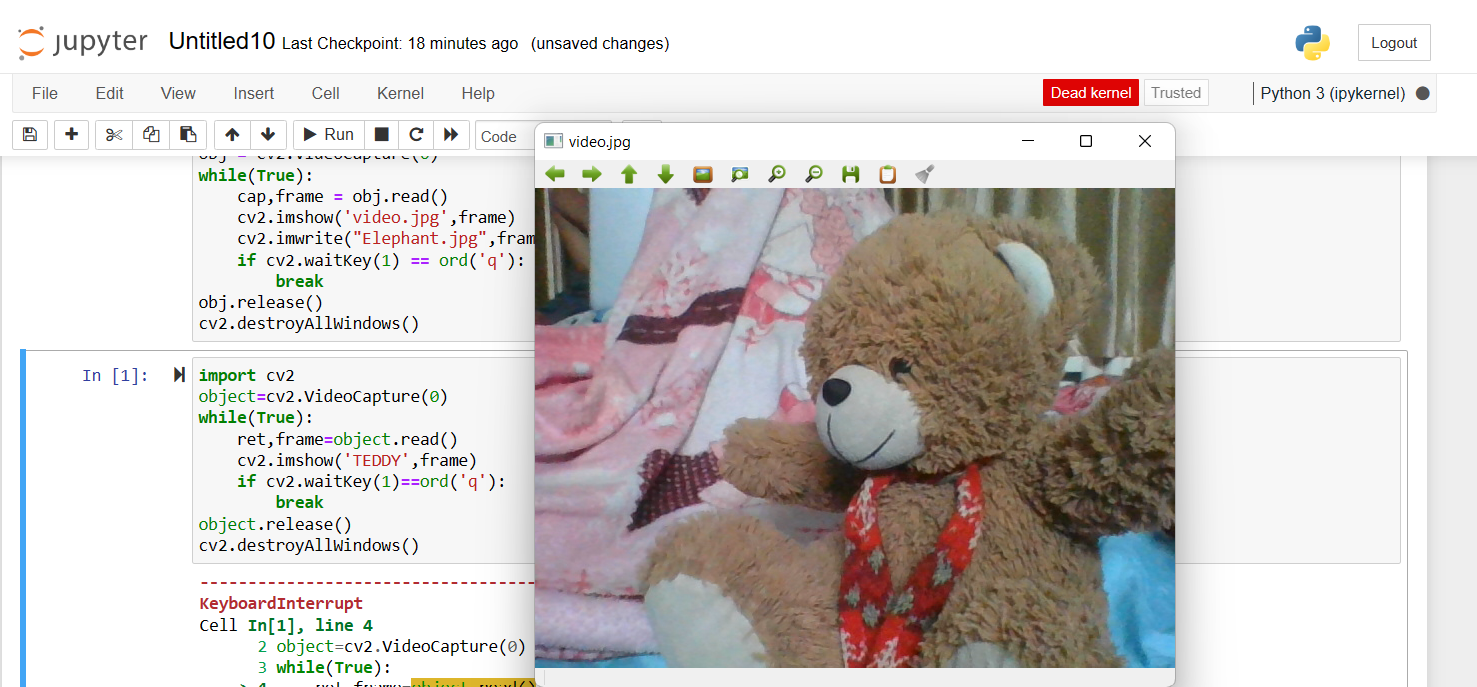 jupyter Untitled10 Last Checkpoint: 18 minutes ago (unsaved changes)
Logout
File Edit View Insert Cell Kernel Help
Dead kernel Trusted Python 3 (ipykernel)
Run Code
video.jpg
obj = cv2.VideoCapture(0)
while(True):
    cap,frame = obj.read()
    cv2.imshow('video.jpg',frame)
    cv2.imwrite("Elephant.jpg",fram
    if cv2.waitKey(1) == ord('q'):
        break
obj.release()
cv2.destroyAllWindows()
In [1]:
import cv2
object=cv2.VideoCapture(0)
while(True):
    ret,frame=object.read()
    cv2.imshow('TEDDY',frame)
    if cv2.waitKey(1)==ord('q'):
        break
object.release()
cv2.destroyAllWindows()
-----------------------------------
KeyboardInterrupt
Cell In[1], line 4
2 object=cv2.VideoCapture(0)
3 while(True):